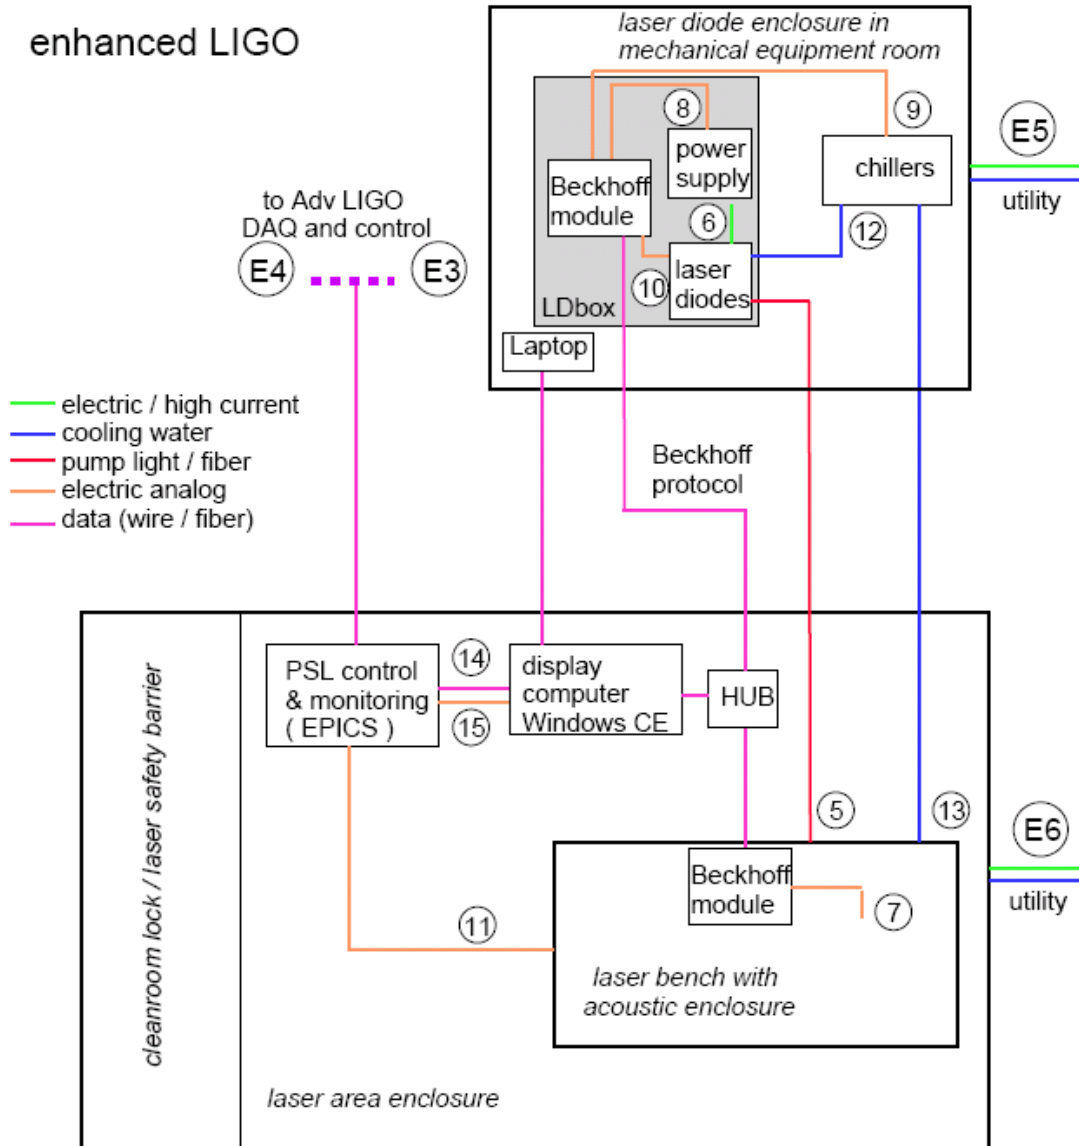 enhanced LIGO
laser diode enclosure in
mechanical equipment room
8
9
E5
power
supply
chillers
Beckhoff
module
utility
to Adv LIGO
DAQ and control
6
12
E4
E3
10
laser
diodes
LDbox
Laptop
electric / high current
cooling water
pump light / fiber
electric analog
data (wire / fiber)
Beckhoff
protocol
cleanroom lock / laser safety barrier
PSL control
& monitoring
( EPICS )
14
15
display
computer
Windows CE
HUB
5
13
E6
Beckhoff
module
7
utility
11
laser bench with
acoustic enclosure
laser area enclosure